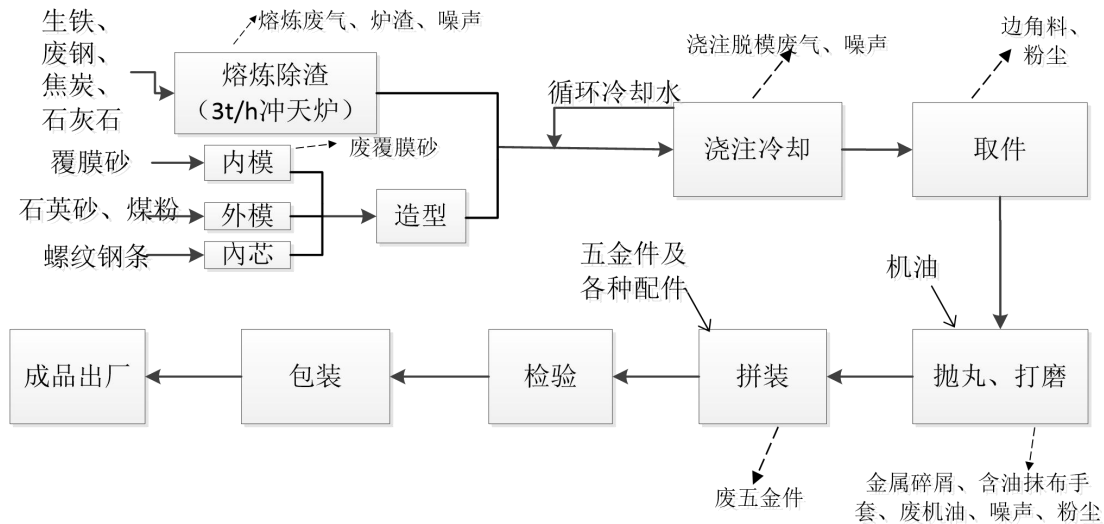 生铁、
废钢、
焦炭、
石灰石
熔炼废气、炉渣、噪声
熔炼除渣
（3t/h冲天炉）
覆膜砂
内模
废覆膜砂
石英砂、煤粉
外模
螺纹钢条
內芯
造型
循环冷却水
浇注脱模废气、噪声
浇注冷却
边角料、
粉尘
取件
机油
抛丸、打磨
金属碎屑、含油抹布手
套、废机油、噪声、粉尘
五金件及
各种配件
拼装
废五金件
检验
包装
成品出厂